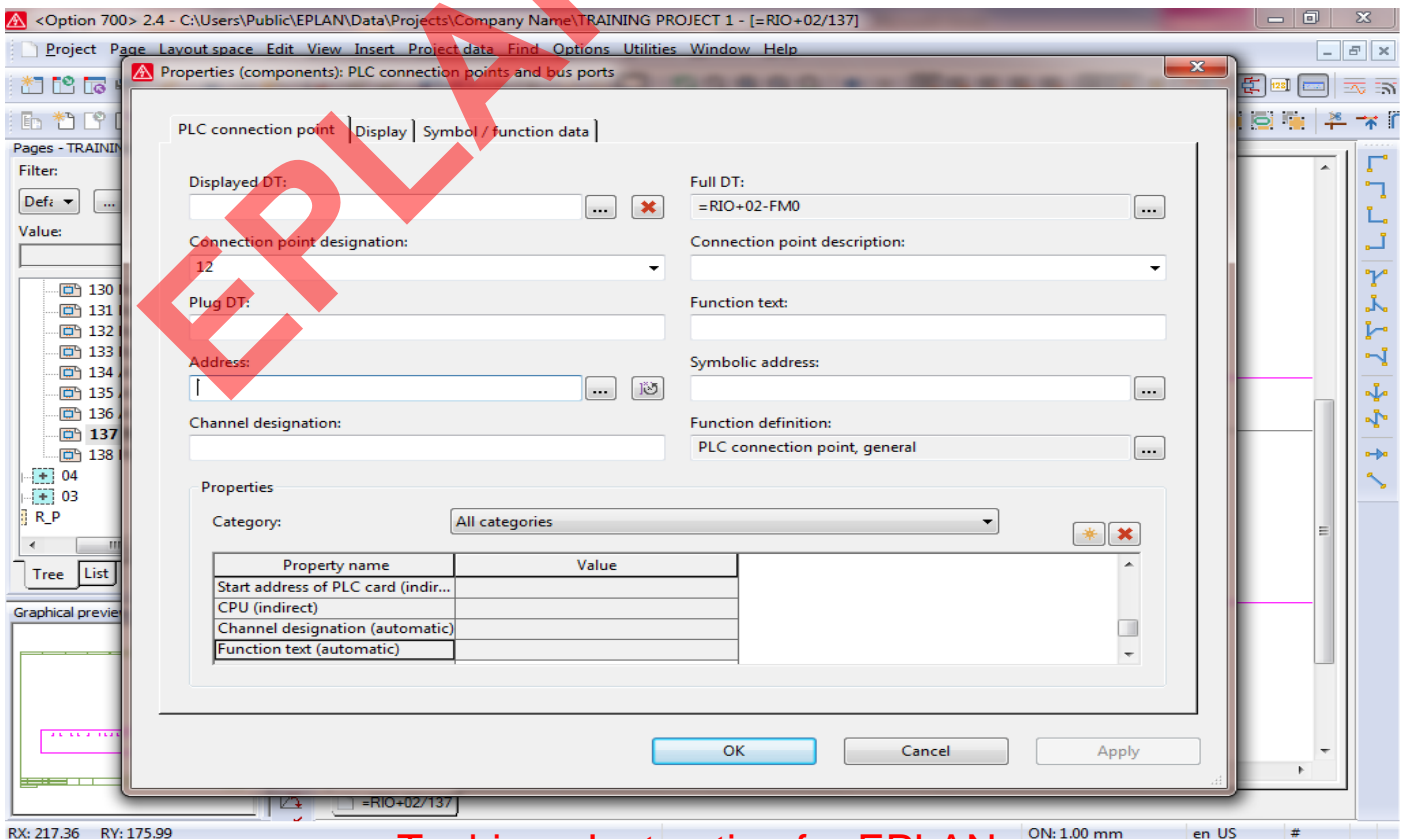 <Option 700> 2.4 - C:\Users\Public\EPLAN\Data\Projects\Company Name\TRAINING PROJECT 1 - [=RIO+02/137]
Project Page Layout space Edit View Insert Project data Find Options Utilities Window Help
Properties (components): PLC connection points and bus ports
PLC connection point Display Symbol / function data
Pages - TRAININ
Filter:
Defa ...
Value:
130
131
132
133
134
135
136
137
138
04
03
R_P
Tree List
Graphical preview
Displayed DT: Full DT:
... =RIO+02-FM0 ...
Connection point designation: Connection point description:
12
Plug DT: Function text:
Address: Symbolic address:
... ...
Channel designation: Function definition:
PLC connection point, general ...
Properties
Category: All categories
Property name Value
Start address of PLC card (indir...
CPU (indirect)
Channel designation (automatic)
Function text (automatic)
OK Cancel Apply
=RIO+02/137
RX: 217.36 RY: 175.99 ON: 1.00 mm en_US #
EPLAN